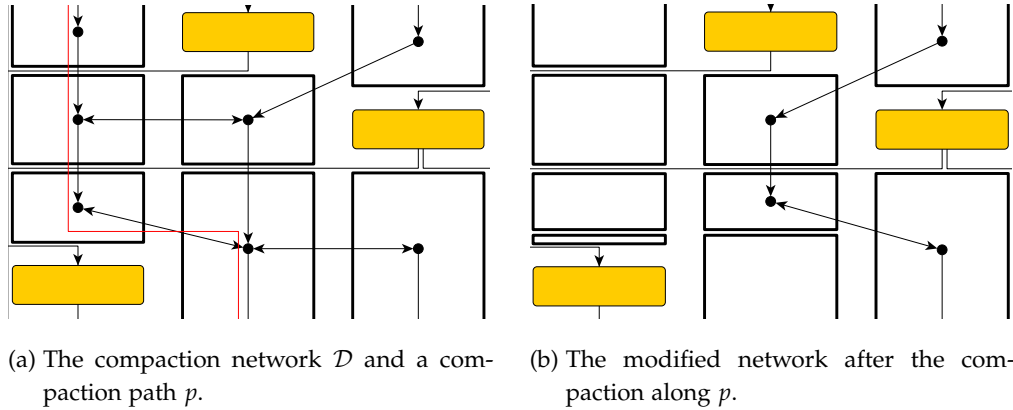 (a) The compaction network 𝒟 and a com-
paction path p.
(b) The modified network after the com-
paction along p.